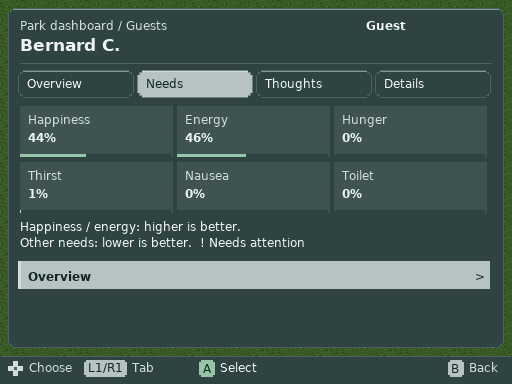 Park dashboard / Guests
Guest
Bernard C.
Overview Needs Thoughts Details
Happiness Energy Hunger
44% 46% 0%
Thirst Nausea Toilet
1% 0% 0%
Happiness / energy: higher is better.
Other needs: lower is better. ! Needs attention
Overview >
Choose L1/R1 Tab A Select B Back